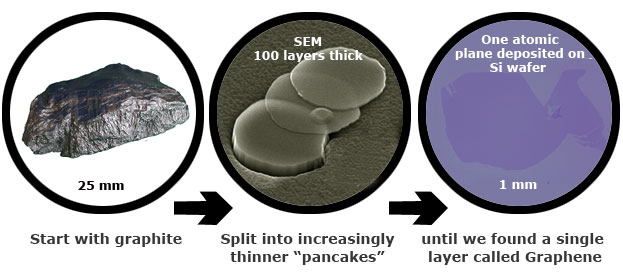 25 mm
Start with graphite
SEM
100 layers thick
Split into increasingly
thinner “pancakes”
One atomic
plane deposited on
Si wafer
1 mm
until we found a single
layer called Graphene